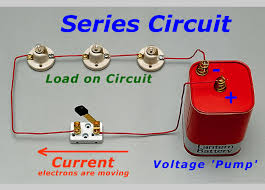 Series Circuit
Load on Circuit
-
+
Lantern
Battery
Current
electrons are moving
Voltage 'Pump'